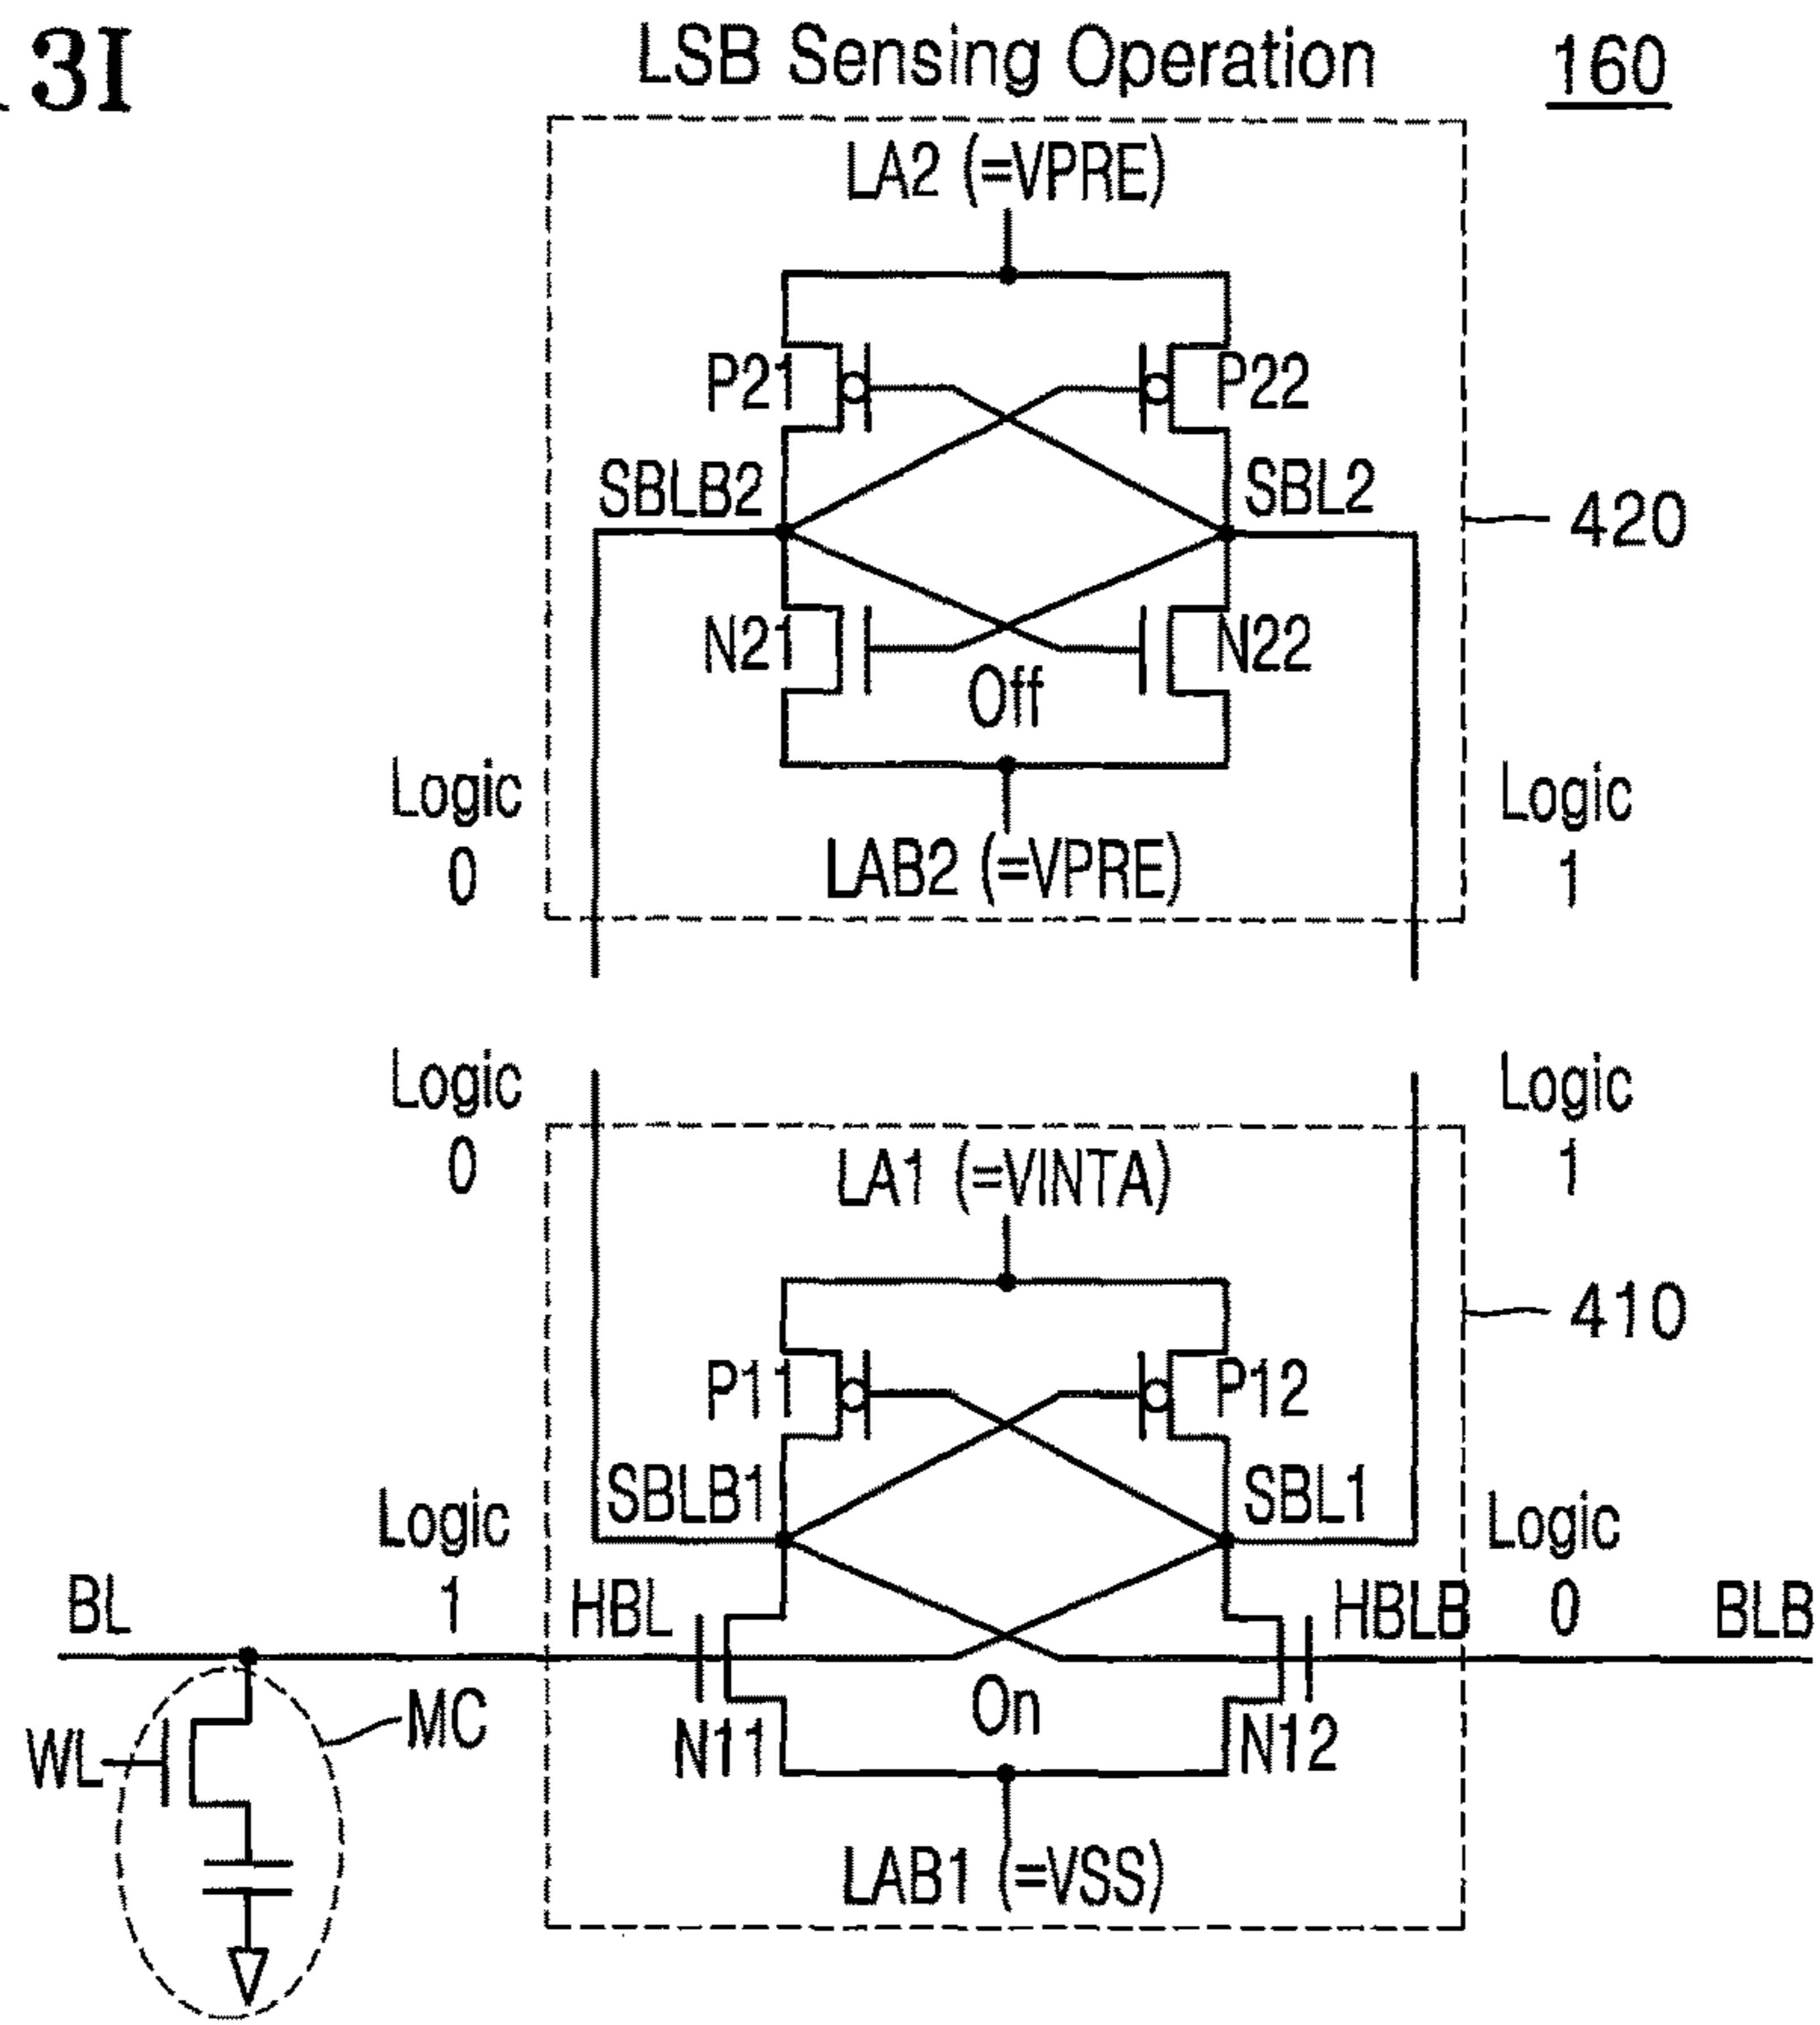 3I
LSB Sensing Operation
160
LA2 (=VPRE)
P21
P22
SBLB2
SBL2
420
N21
N22
Off
Logic
0
Logic
1
LAB2 (=VPRE)
Logic
0
Logic
1
LA1 (=VINTA)
410
P11
P12
SBLB1
SBL1
Logic
1
Logic
0
BL
HBL
HBLB
BLB
MC
On
WL
N11
N12
LAB1 (=VSS)